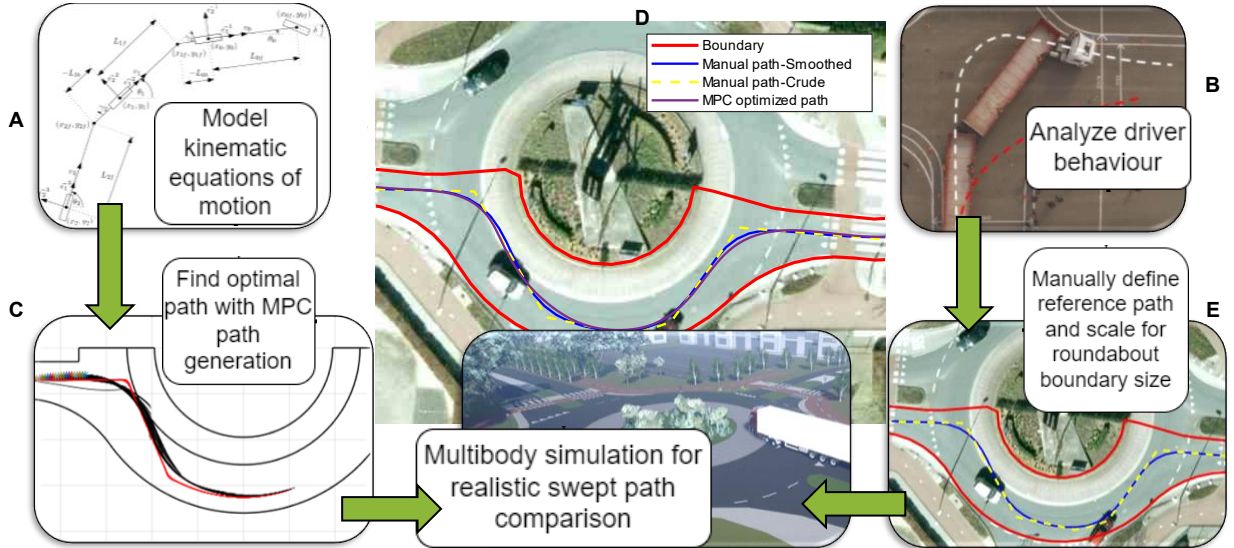 A
Model
kinematic
equations of
motion
D
Boundary
Manual path-Smoothed
Manual path-Crude
MPC optimized path
B
Analyze driver
behaviour
C
Find optimal
path with MPC
path
generation
Manually define
reference path
and scale for
roundabout
boundary size
E
Multibody simulation for
realistic swept path
comparison